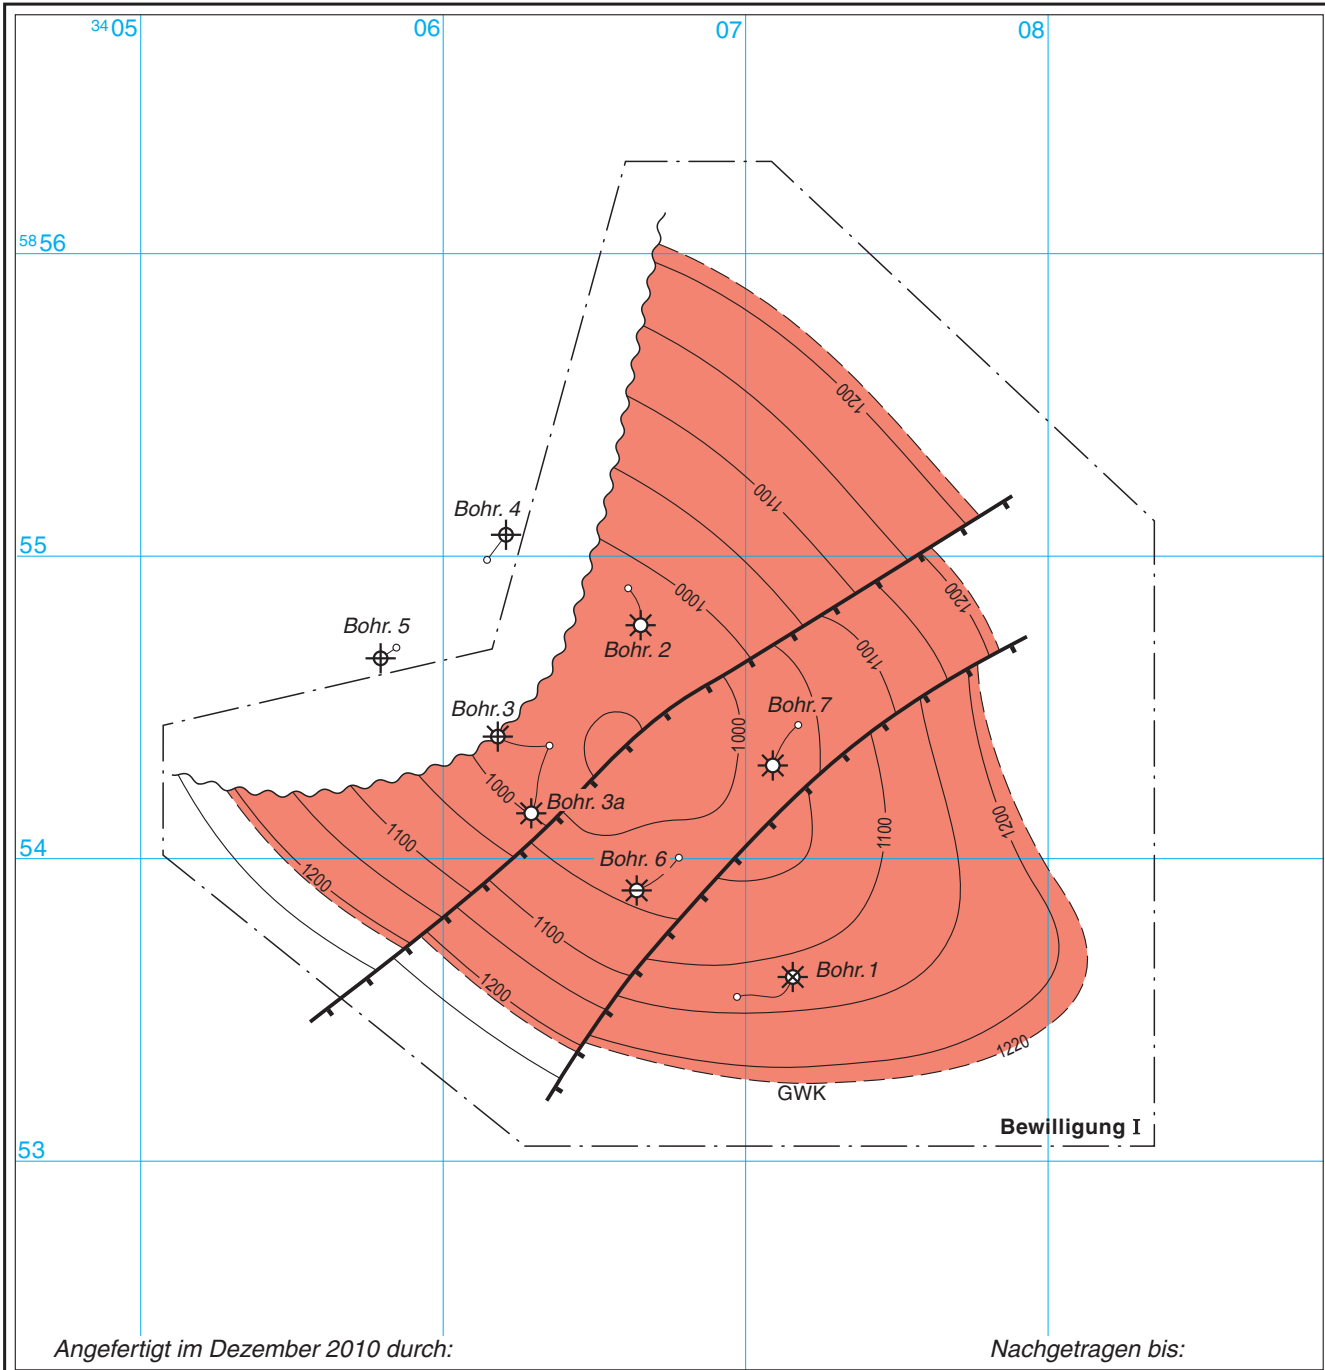 34 05
06
07
08
58 56
1200
1100
Bohr. 4
55
1000
1200
Bohr. 5
Bohr. 2
1100
Bohr.3
Bohr. 7
1000
1000
Bohr. 3a
1200
1100
1100
54
Bohr. 6
1200
1100
Bohr. 1
1200
1220
GWK
Bewilligung I
53
Angefertigt im Dezember 2010 durch:
Nachgetragen bis: